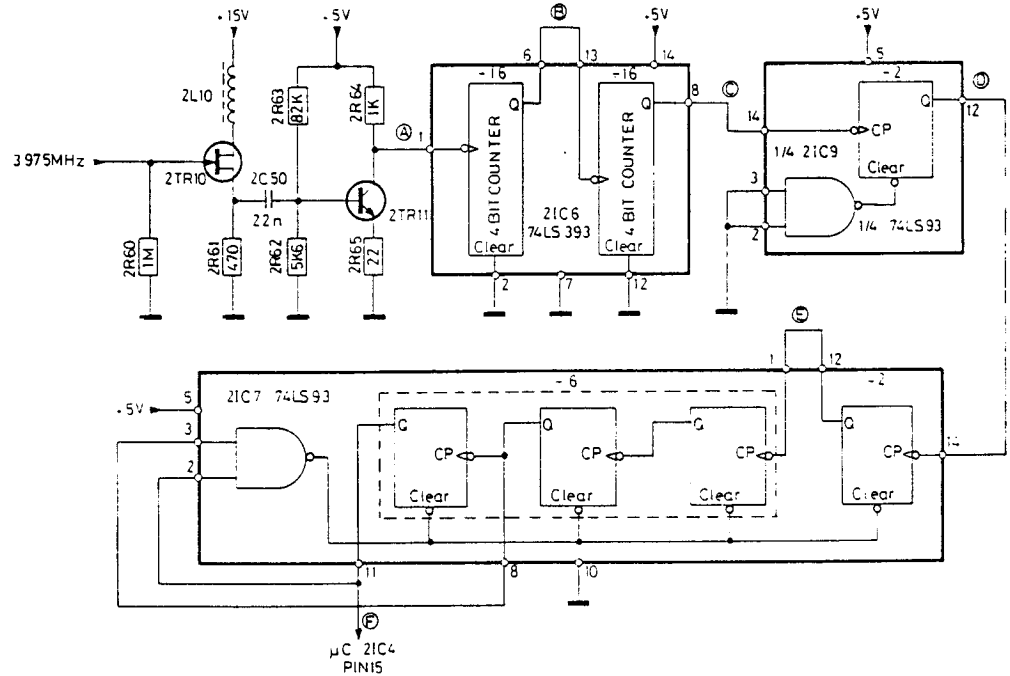 .15V
.5V
B
.5V
.5V
6
13
14
5
2L10
2R63
82K
2R64
1K
-16
-16
-2
D
Q
Q
8
C
Q
12
A
1
14
CP
3 975MHz
2TR10
2C50
22n
2TR11
4 BIT COUNTER
2IC6
74LS 393
4 BIT COUNTER
1/4 2IC9
Clear
3
2
1/4 74LS93
2R60
1M
2R61
470
2R62
5K6
2R65
22
Clear
Clear
2
7
12
E
1
12
-6
-2
.5V
5
2IC7 74LS93
3
2
Q
Q
Q
Q
14
CP
CP
CP
CP
Clear
Clear
Clear
Clear
11
8
10
F
µC 2IC4
PIN15